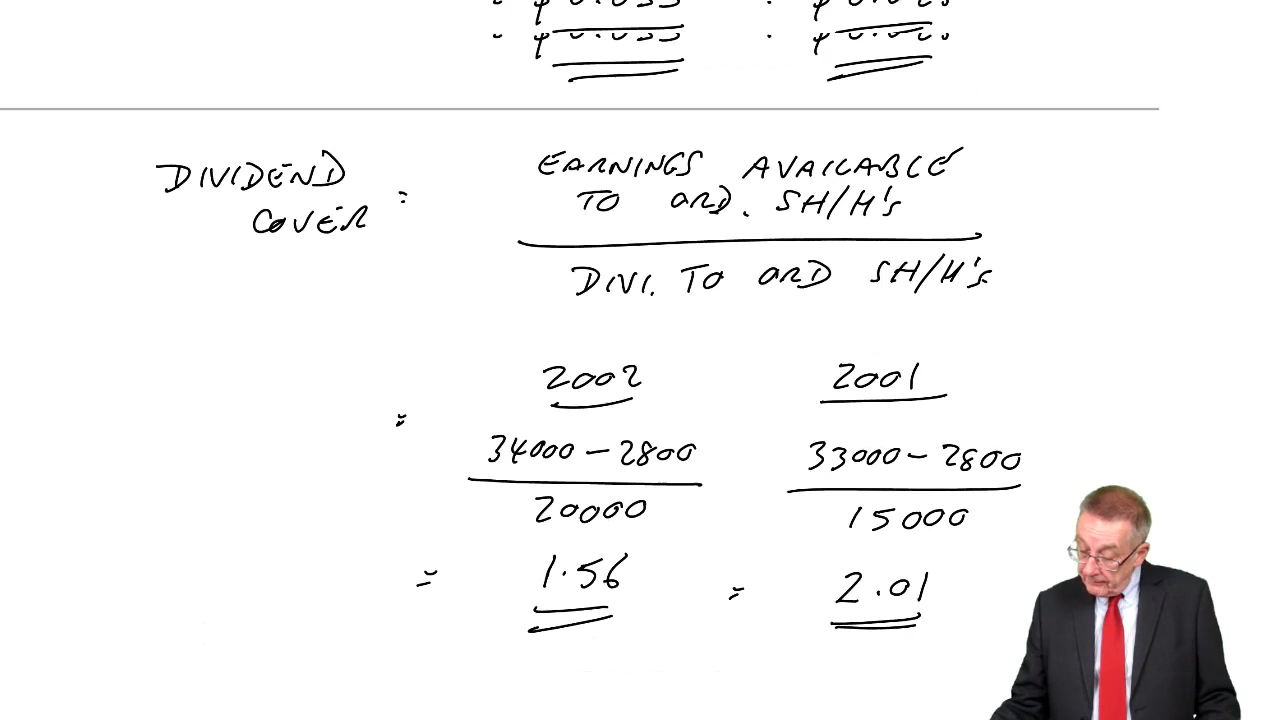 DIVIDEND COVER = EARNINGS AVAILABLE TO ORD. SH/H's
DIVI. TO ORD SH/H's
2002 2001
= 34000 – 2800 33000 – 2800
20000 15000
= 1.56 = 2.01